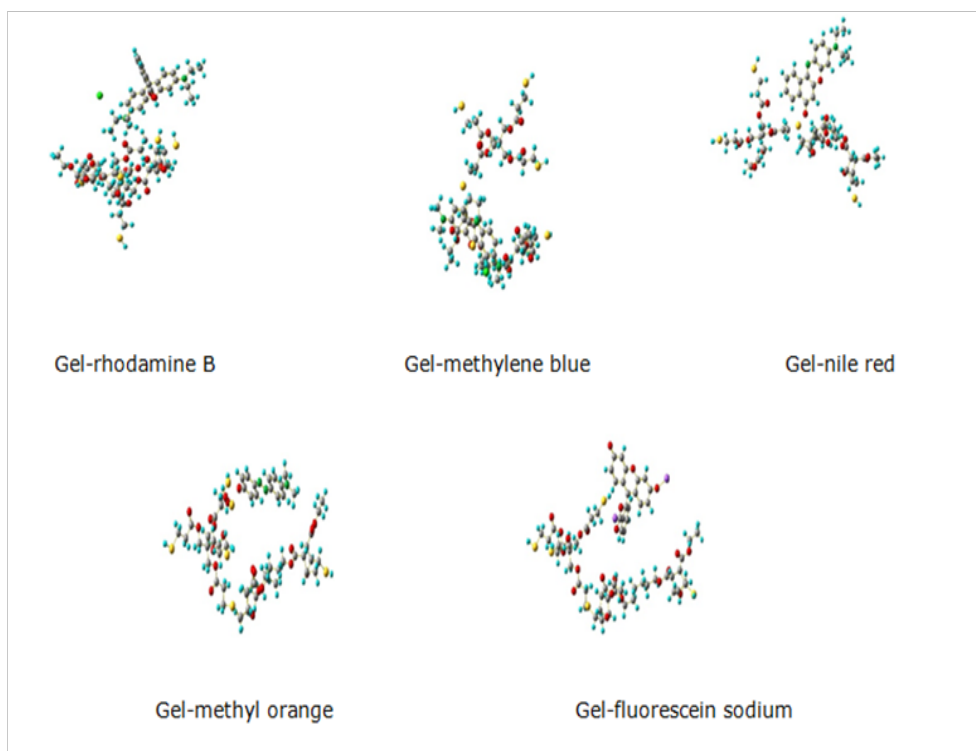 Gel-rhodamine B
Gel-methylene blue
Gel-nile red
Gel-methyl orange
Gel-fluorescein sodium